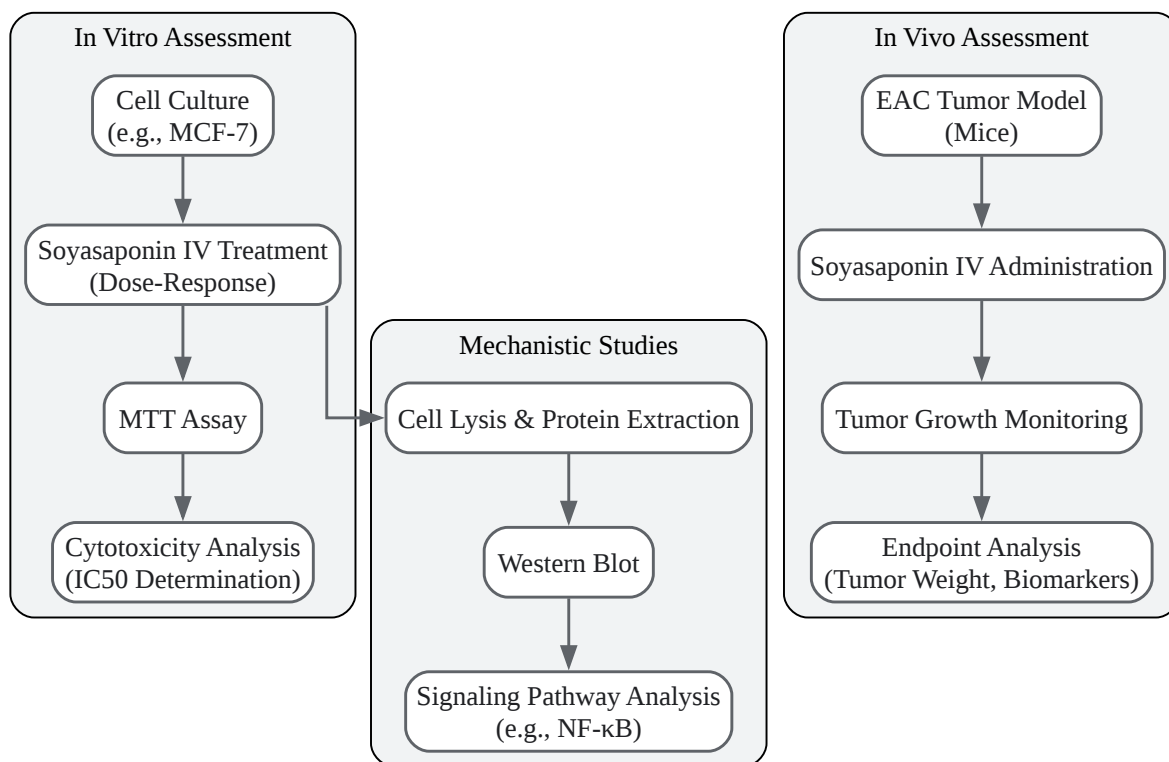 In Vitro Assessment
Cell Culture
(e.g., MCF-7)
Soyasaponin IV Treatment
(Dose-Response)
MTT Assay
Cytotoxicity Analysis
(IC50 Determination)
Mechanistic Studies
Cell Lysis & Protein Extraction
Western Blot
Signaling Pathway Analysis
(e.g., NF-κB)
In Vivo Assessment
EAC Tumor Model
(Mice)
Soyasaponin IV Administration
Tumor Growth Monitoring
Endpoint Analysis
(Tumor Weight, Biomarkers)